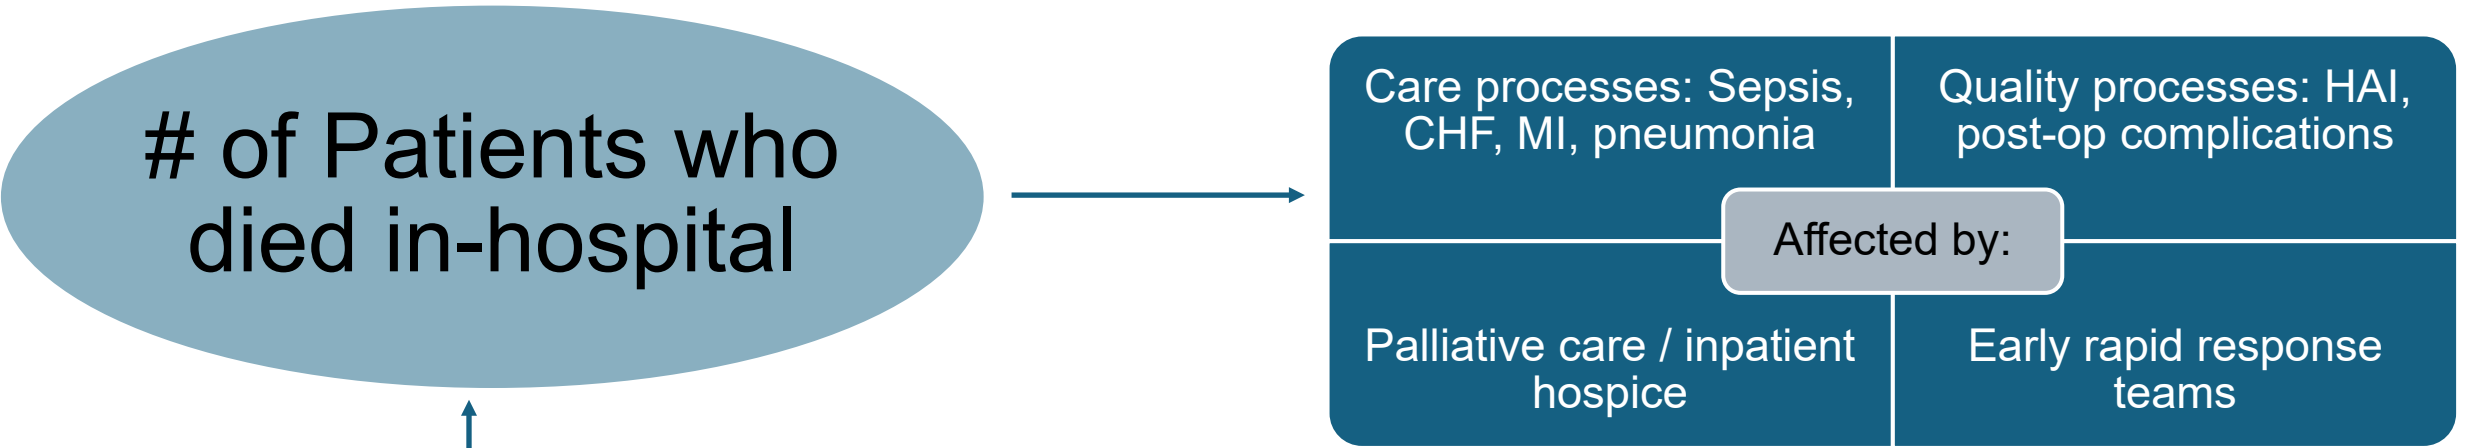 # of Patients who
died in-hospital
Care processes: Sepsis,
CHF, MI, pneumonia
Quality processes: HAI,
post-op complications
Affected by:
Palliative care / inpatient
hospice
Early rapid response
teams